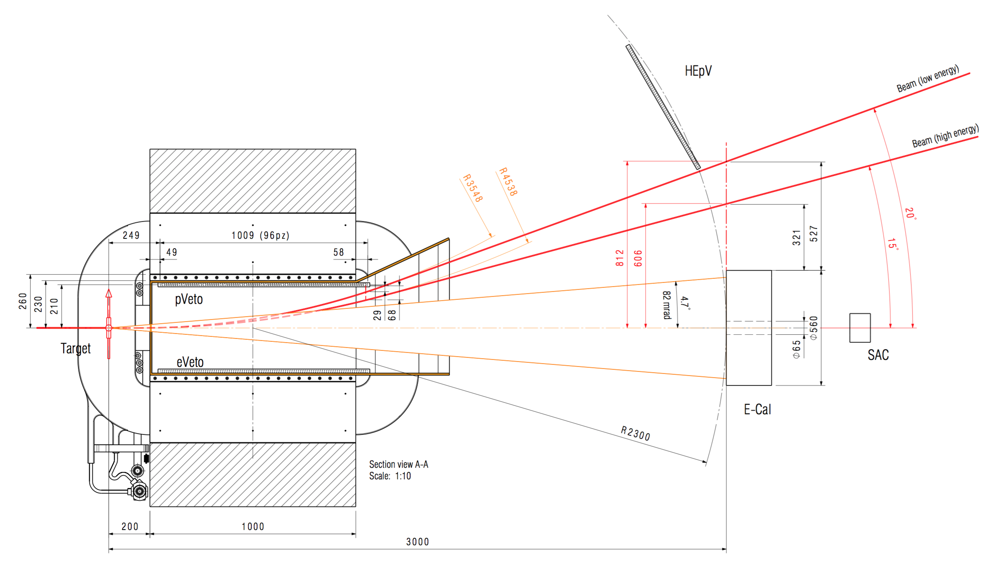 HEpV
Beam (low energy)
Beam (high energy)
R3548
R4538
20°
15°
249
1009 (96pz)
49
58
812
606
321
527
260
230
210
pVeto
29
68
82 mrad
4.7°
Φ560
Φ65
Target
eVeto
SAC
E-Cal
R2300
Section view A-A
Scale: 1:10
200
1000
3000